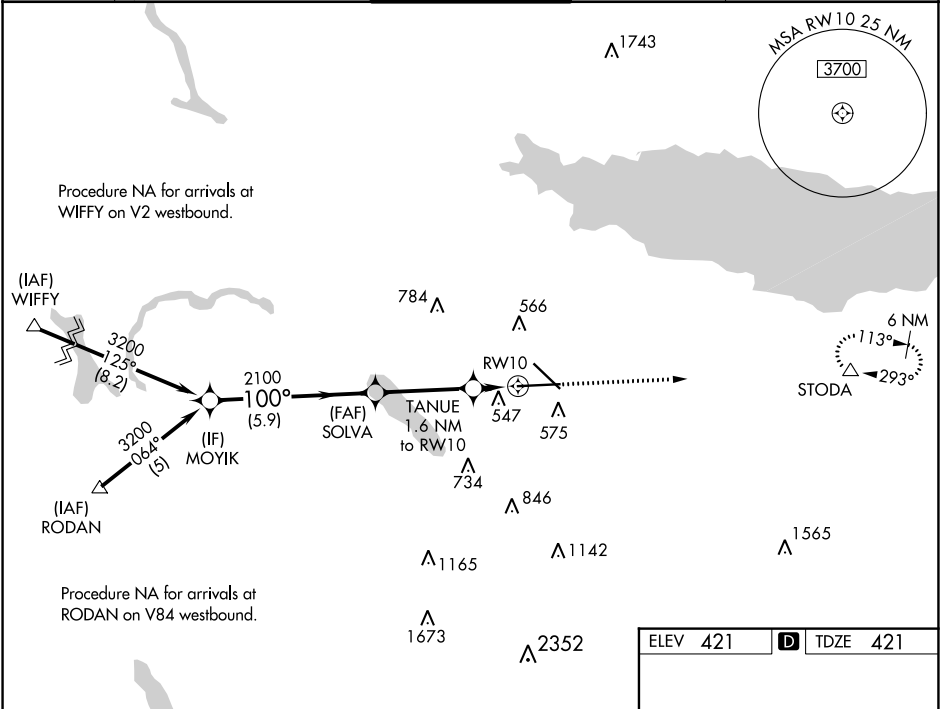 1743
MSA RW10 25 NM
3700
Procedure NA for arrivals at
WIFFY on V2 westbound.
(IAF)
WIFFY
3200
125°
(8.2)
784
566
6 NM
113°
293°
STODA
RW10
2100
100°
(5.9)
(IF)
MOYIK
(FAF)
SOLVA
TANUE
1.6 NM
to RW10
547
575
3200
064°
(5)
(IAF)
RODAN
734
846
1165
1142
1565
Procedure NA for arrivals at
RODAN on V84 westbound.
1673
2352
ELEV 421 D TDZE 421